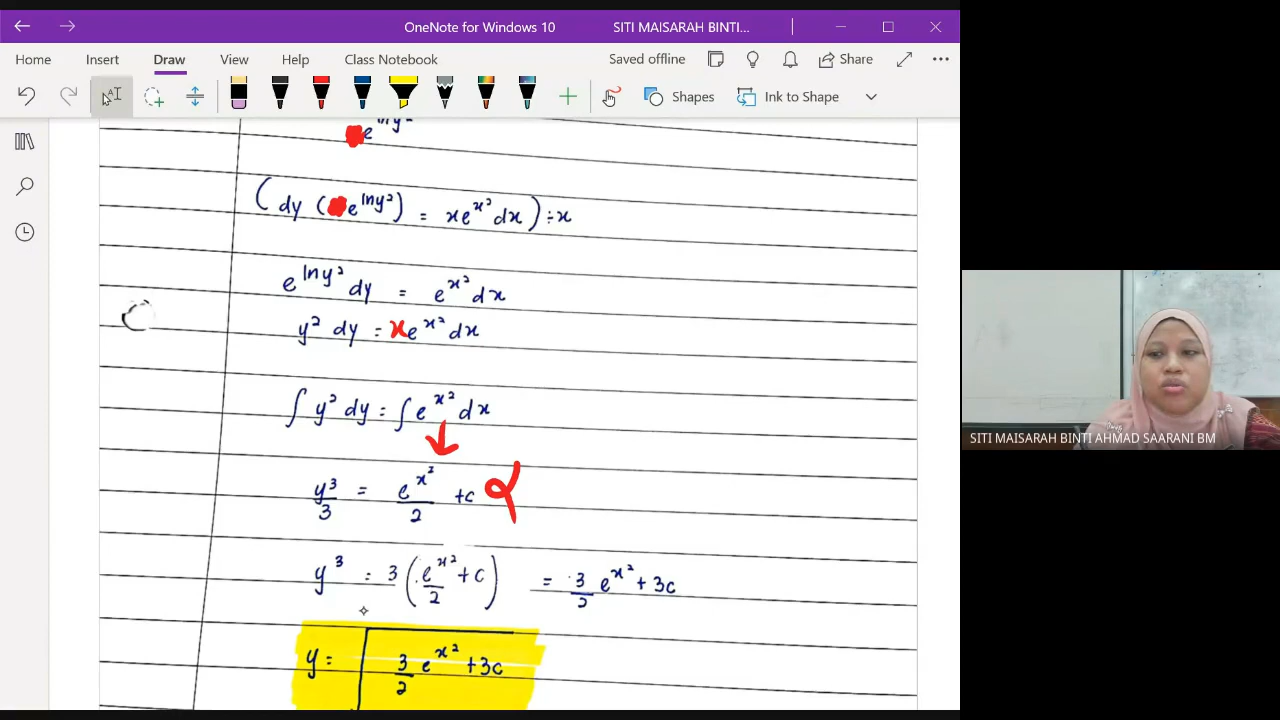 OneNote for Windows 10 SITI MAISARAH BINTI...
Home Insert Draw View Help Class Notebook Saved offline Share
Shapes Ink to Shape
e^{ln y²}
( dy ( e^{ln y²} ) = xe^{x²} dx ) ÷ x
e^{ln y²} dy = e^{x²} dx
y² dy = xe^{x²} dx
∫ y² dy = ∫ e^{x²} dx
y³/3 = e^{x²}/2 + c
y³ = 3 ( e^{x²}/2 + c ) = 3/2 e^{x²} + 3c
y = √ 3/2 e^{x²} + 3c
SITI MAISARAH BINTI AHMAD SAARANI BM